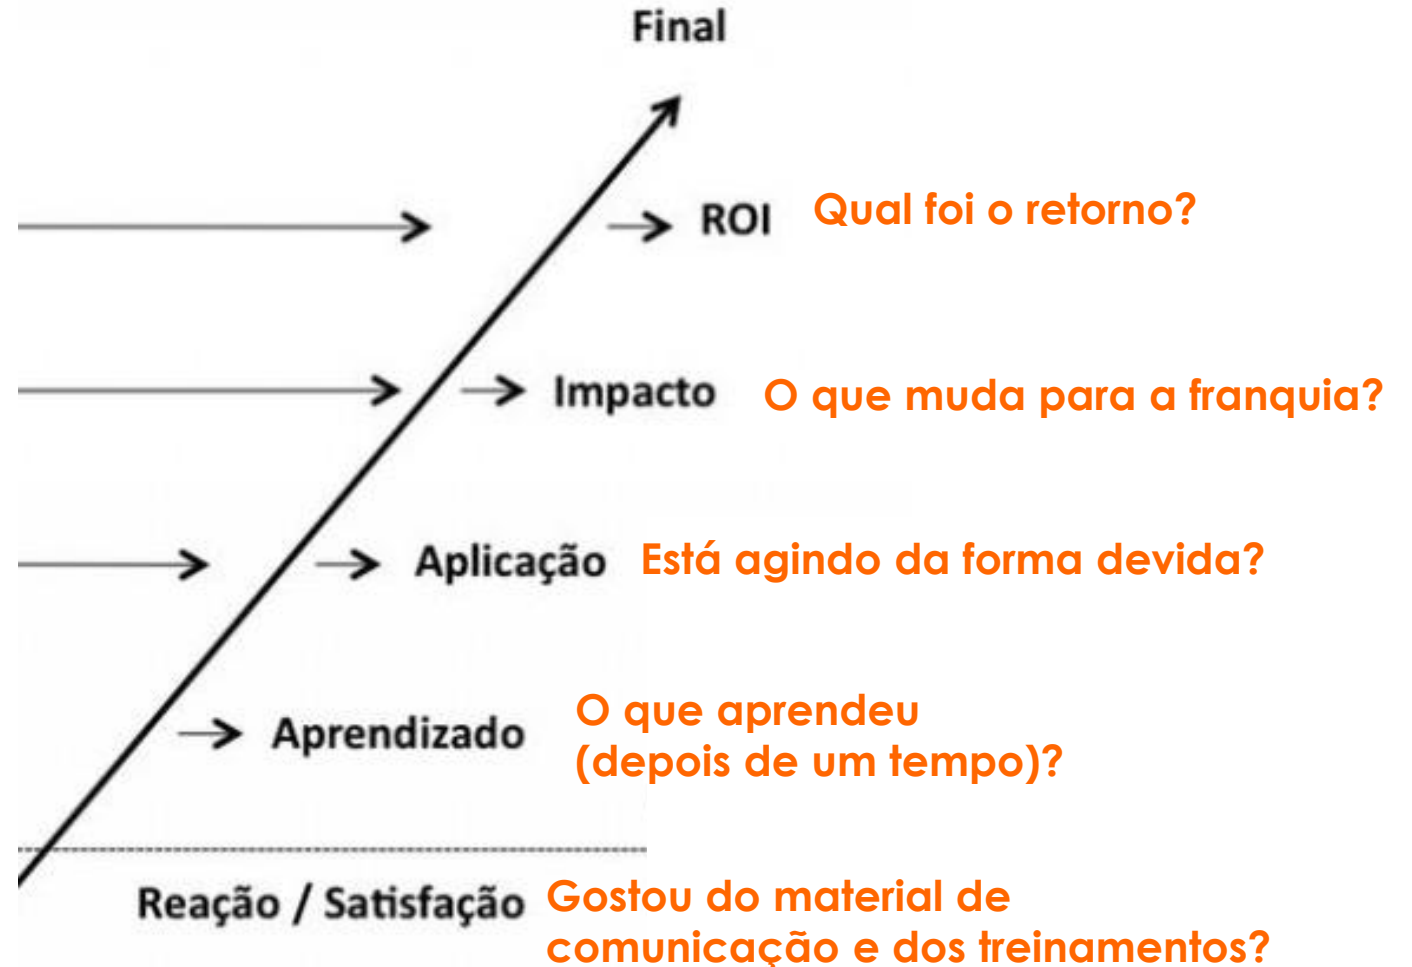 Final
ROI
Qual foi o retorno?
Impacto
O que muda para a franquia?
Aplicação
Está agindo da forma devida?
Aprendizado
O que aprendeu
(depois de um tempo)?
Reação / Satisfação
Gostou do material de
comunicação e dos treinamentos?